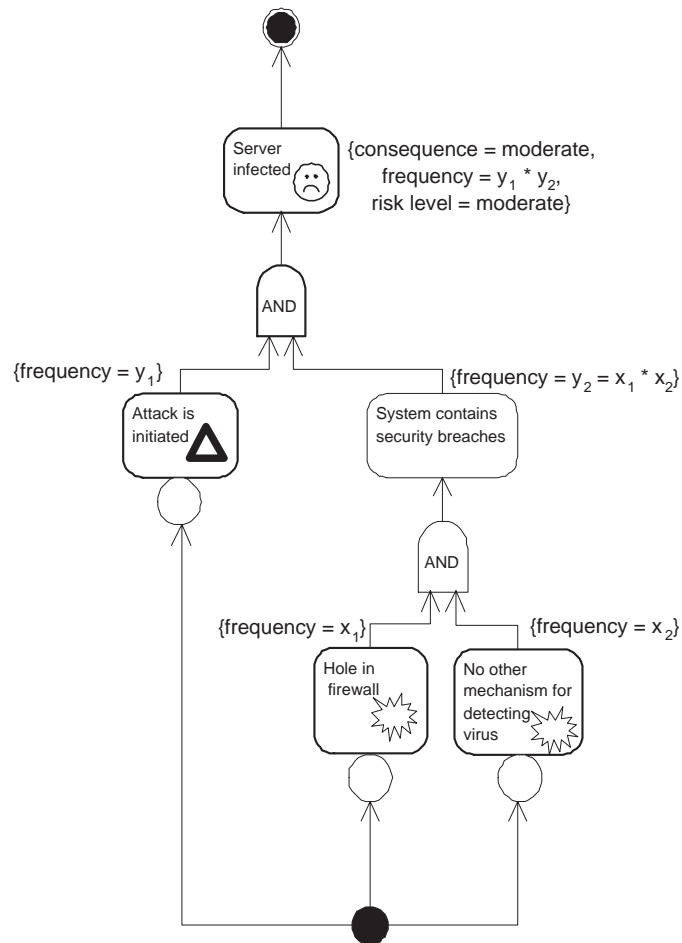 Server
infected
{consequence = moderate,
frequency = y₁ * y₂,
risk level = moderate}
AND
{frequency = y₁}
{frequency = y₂ = x₁ * x₂}
Attack is
initiated
System contains
security breaches
AND
{frequency = x₁}
{frequency = x₂}
Hole in
firewall
No other
mechanism for
detecting
virus